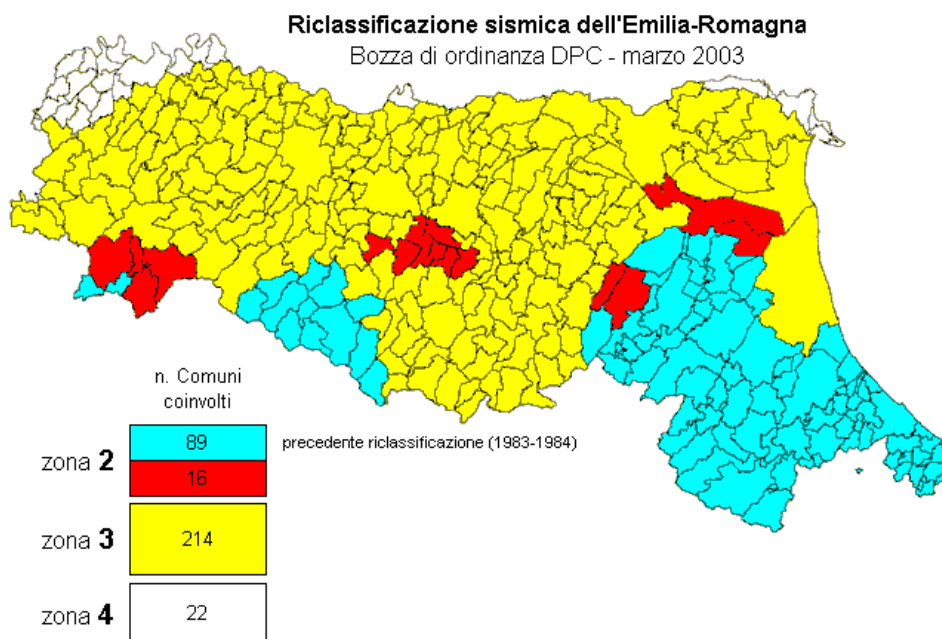 Riclassificazione sismica dell'Emilia-Romagna
Bozza di ordinanza DPC - marzo 2003
n. Comuni
coinvolti
zona 2
89
precedente riclassificazione (1983-1984)
16
zona 3
214
zona 4
22